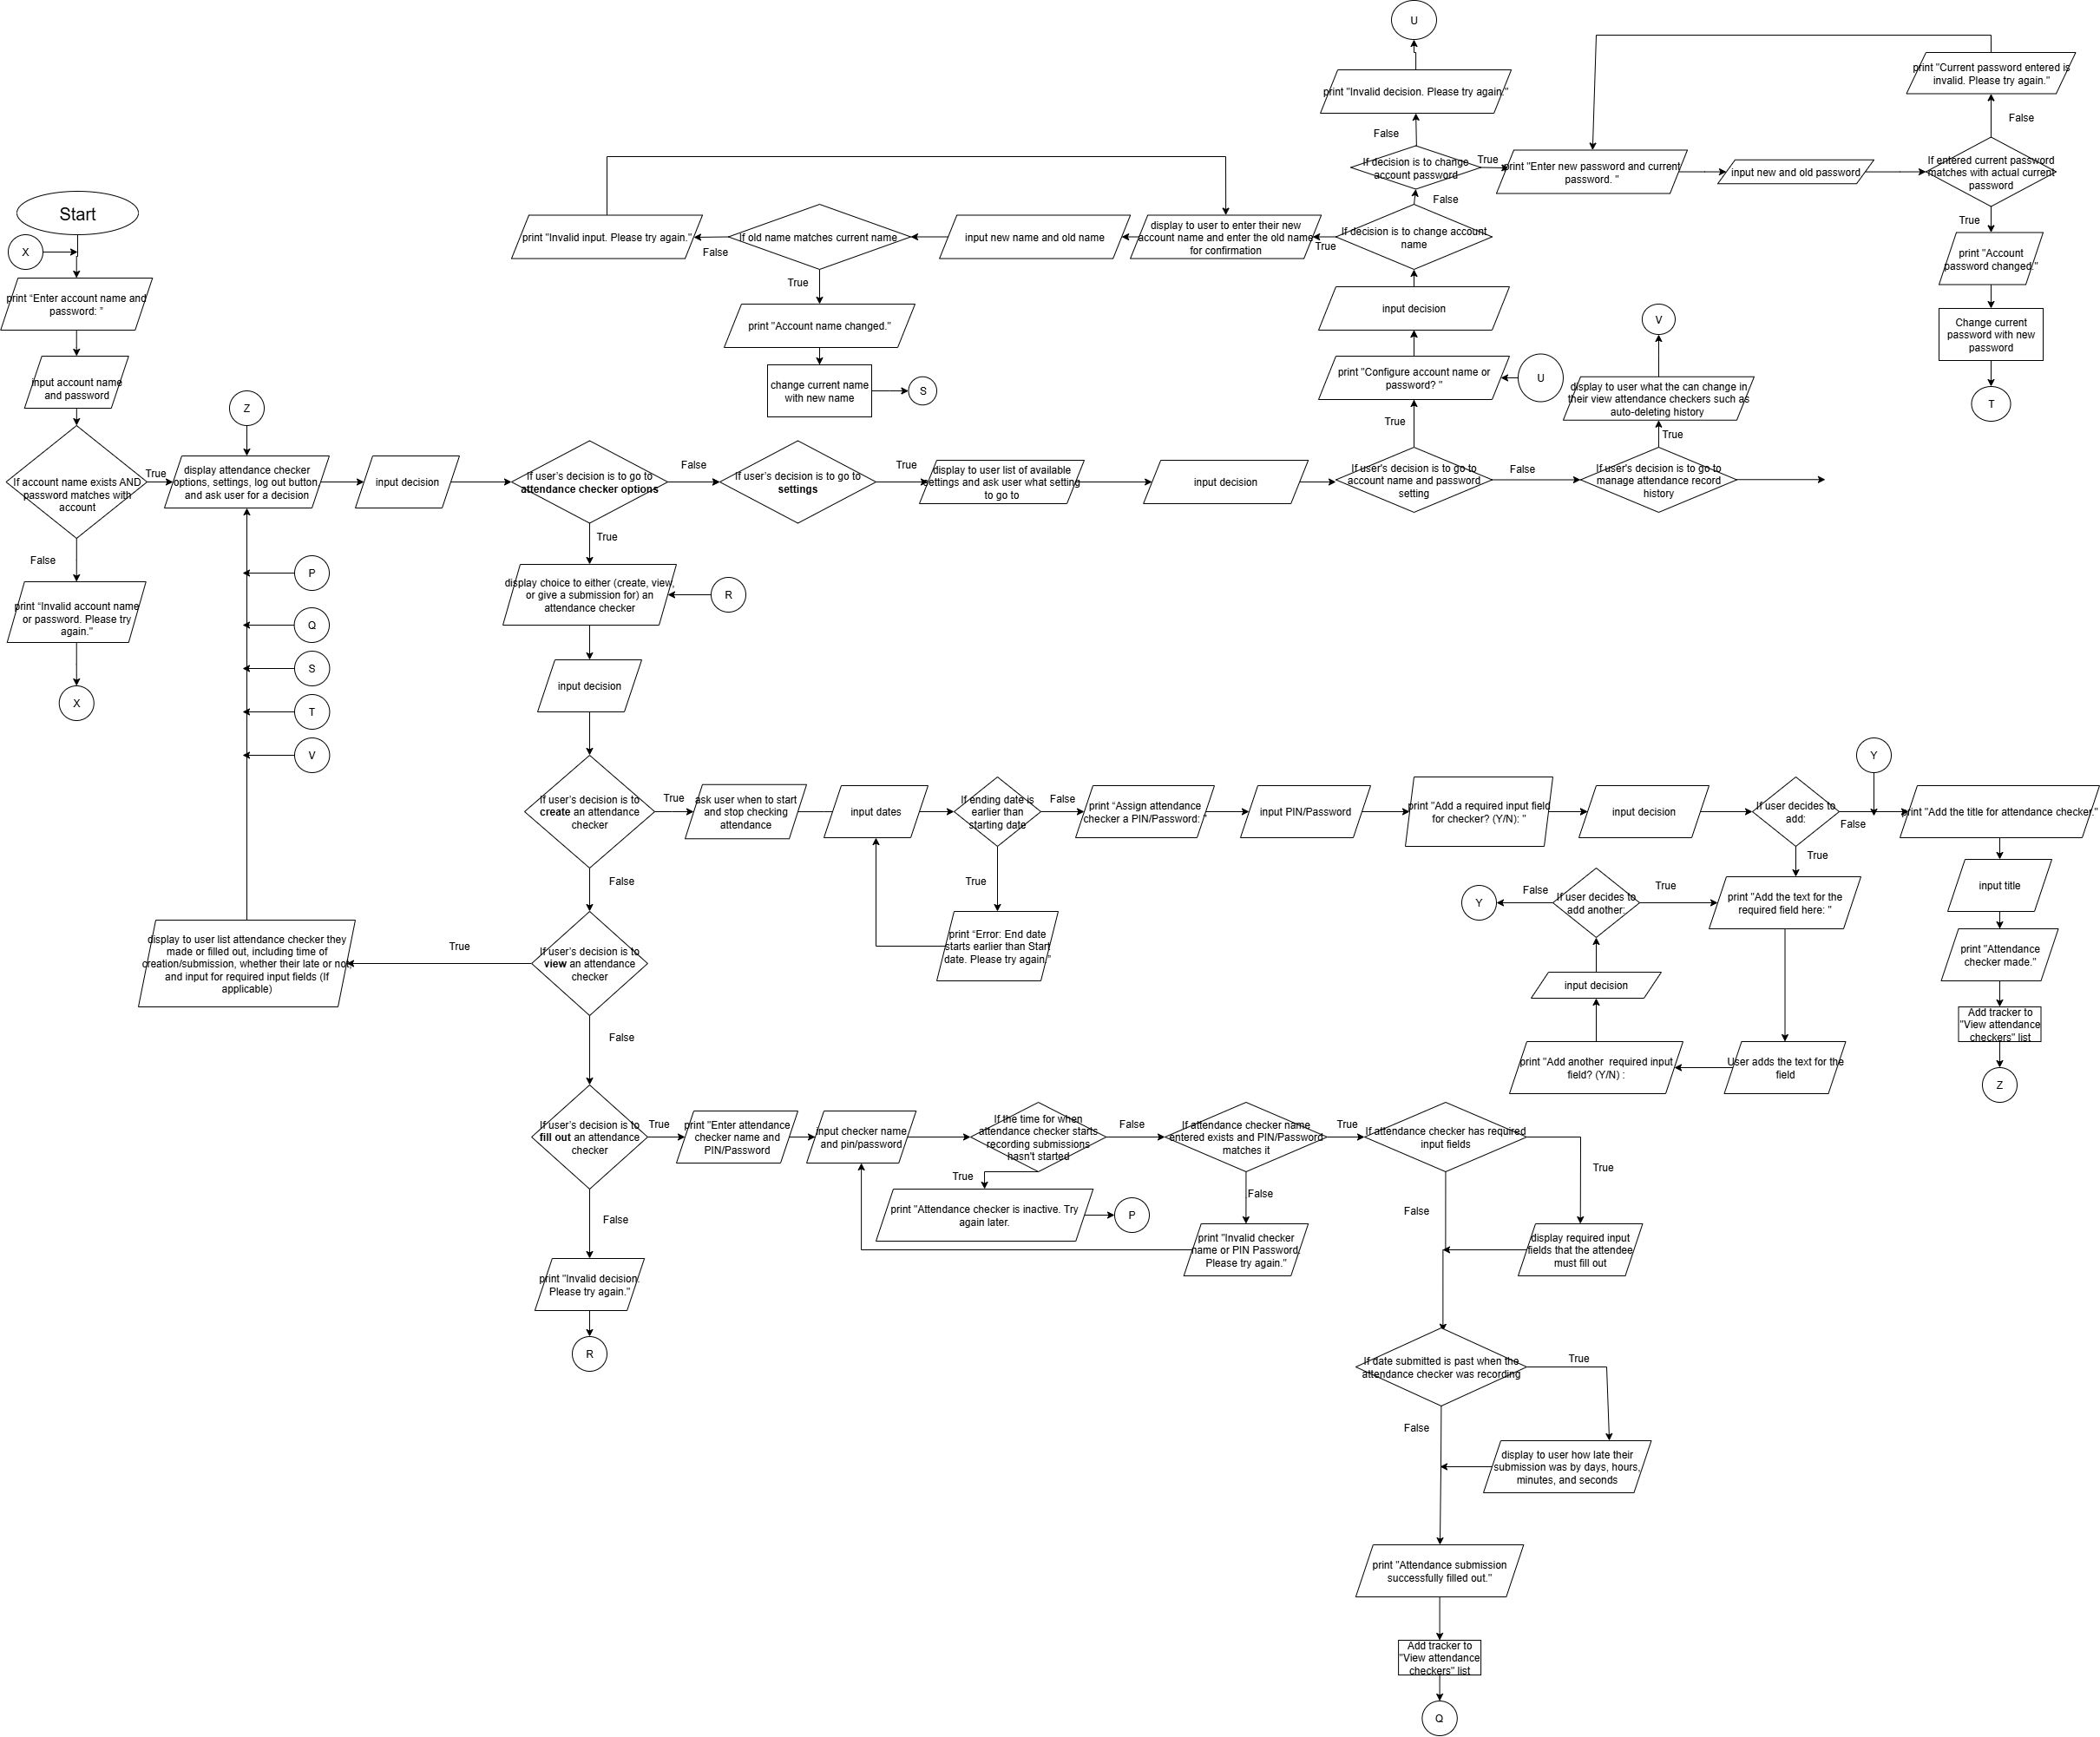 U
print "Invalid decision. Please try again."
False
If decision is to change
account password
True
print "Enter new password and current
password. "
input new and old password
print "Current password entered is
invalid. Please try again."
False
If entered current password
matches with actual current
password
True
print "Account
password changed."
Change current
password with new
password
T
Start
X
print “Enter account name and
password: ”
input account name
and password
If account name exists AND
password matches with
account
True
False
print “Invalid account name
or password. Please try
again."
X
print "Invalid input. Please try again."
False
If old name matches current name
True
print "Account name changed."
change current name
with new name
S
input new name and old name
display to user to enter their new
account name and enter the old name
for confirmation
True
If decision is to change account
name
False
input decision
print "Configure account name or
password? "
U
True
V
display to user what the can change in
their view attendance checkers such as
auto-deleting history
True
Z
display attendance checker
options, settings, log out button
and ask user for a decision
input decision
If user’s decision is to go to
attendance checker options
False
If user’s decision is to go to
settings
True
display to user list of available
settings and ask user what setting
to go to
input decision
If user's decision is to go to
account name and password
setting
False
If user's decision is to go to
manage attendance record
history
P
Q
S
T
V
True
display choice to either (create, view,
or give a submission for) an
attendance checker
R
input decision
If user’s decision is to
create an attendance
checker
True
ask user when to start
and stop checking
attendance
input dates
If ending date is
earlier than
starting date
False
print “Assign attendance
checker a PIN/Password: "
input PIN/Password
print "Add a required input field
for checker? (Y/N): "
input decision
If user decides to
add:
False
Y
print "Add the title for attendance checker."
True
print “Error: End date
starts earlier than Start
date. Please try again."
True
print "Add the text for the
required field here: "
User adds the text for the
field
print "Add another  required input
field? (Y/N) :
input decision
If user decides to
add another:
True
False
Y
input title
print "Attendance
checker made."
Add tracker to
"View attendance
checkers" list
Z
False
If user’s decision is to
view an attendance
checker
True
display to user list attendance checker they
made or filled out, including time of
creation/submission, whether their late or not,
and input for required input fields (If
applicable)
False
If user’s decision is to
fill out an attendance
checker
True
print "Enter attendance
checker name and
PIN/Password
input checker name
and pin/password
If the time for when
attendance checker starts
recording submissions
hasn't started
True
print "Attendance checker is inactive. Try
again later.
P
False
If attendance checker name
entered exists and PIN/Password
matches it
False
print "Invalid checker
name or PIN Password.
Please try again."
True
If attendance checker has required
input fields
True
display required input
fields that the attendee
must fill out
False
False
print "Invalid decision.
Please try again."
R
If date submitted is past when the
attendance checker was recording
True
False
display to user how late their
submission was by days, hours,
minutes, and seconds
print "Attendance submission
successfully filled out."
Add tracker to
"View attendance
checkers" list
Q